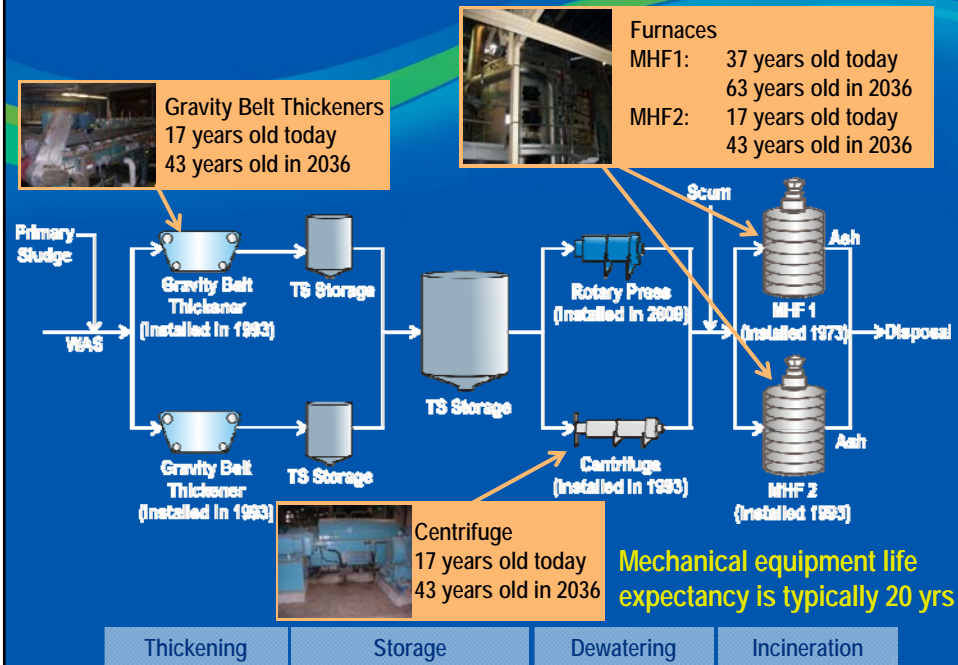 Furnaces
MHF1: 37 years old today
63 years old in 2036
MHF2: 17 years old today
43 years old in 2036
Gravity Belt Thickeners
17 years old today
43 years old in 2036
Scum
Primary
Sludge
WAS
Gravity Belt
Thickener
(Installed in 1993)
TS Storage
Gravity Belt
Thickener
(Installed in 1993)
TS Storage
TS Storage
Rotary Press
(Installed in 2009)
Centrifuge
(Installed in 1993)
Ash
MHF 1
(Installed 1973)
Disposal
Ash
MHF 2
(Installed 1993)
Centrifuge
17 years old today
43 years old in 2036
Mechanical equipment life
expectancy is typically 20 yrs
Thickening
Storage
Dewatering
Incineration